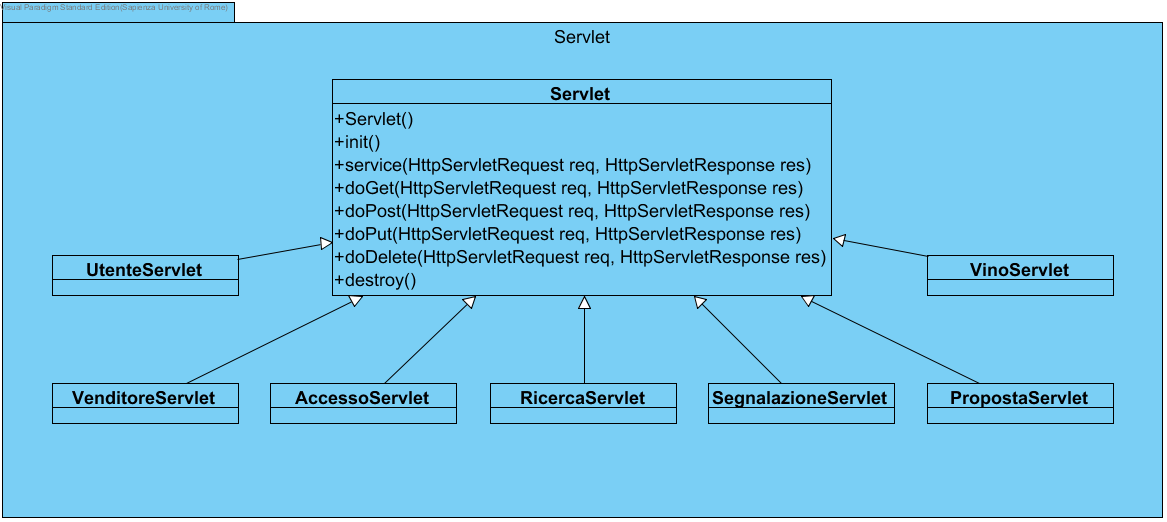 Visual Paradigm Standard Edition(Sapienza University of Rome)
Servlet
Servlet
+Servlet()
+init()
+service(HttpServletRequest req, HttpServletResponse res)
+doGet(HttpServletRequest req, HttpServletResponse res)
+doPost(HttpServletRequest req, HttpServletResponse res)
+doPut(HttpServletRequest req, HttpServletResponse res)
+doDelete(HttpServletRequest req, HttpServletResponse res)
+destroy()
UtenteServlet
VinoServlet
VenditoreServlet
AccessoServlet
RicercaServlet
SegnalazioneServlet
PropostaServlet